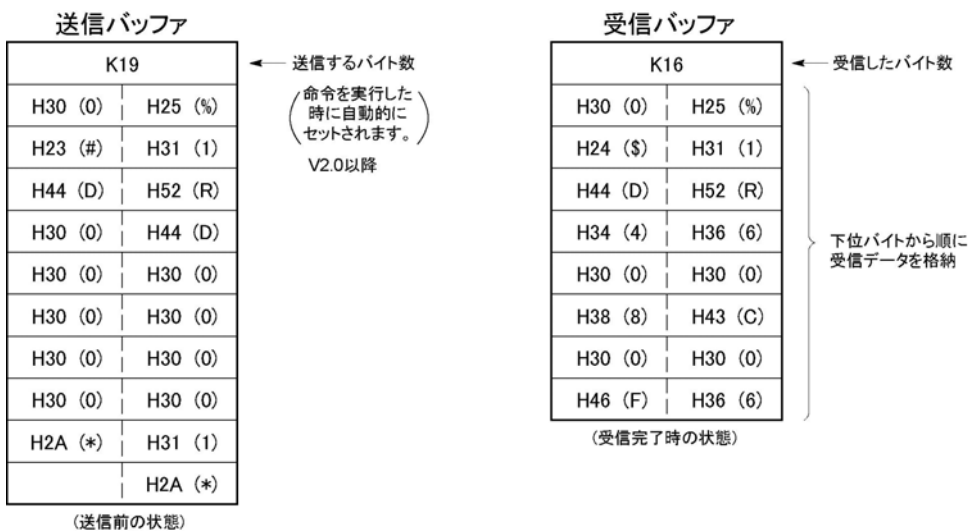 送信バッファ
K19
H30 (0) H25 (%)
H23 (#) H31 (1)
H44 (D) H52 (R)
H30 (0) H44 (D)
H30 (0) H30 (0)
H30 (0) H30 (0)
H30 (0) H30 (0)
H30 (0) H30 (0)
H2A (*) H31 (1)
H2A (*)
(送信前の状態)
送信するバイト数
(命令を実行した
時に自動的に
セットされます。)
V2.0以降
受信バッファ
K16
H30 (0) H25 (%)
H24 ($) H31 (1)
H44 (D) H52 (R)
H34 (4) H36 (6)
H30 (0) H30 (0)
H38 (8) H43 (C)
H30 (0) H30 (0)
H46 (F) H36 (6)
(受信完了時の状態)
受信したバイト数
下位バイトから順に
受信データを格納